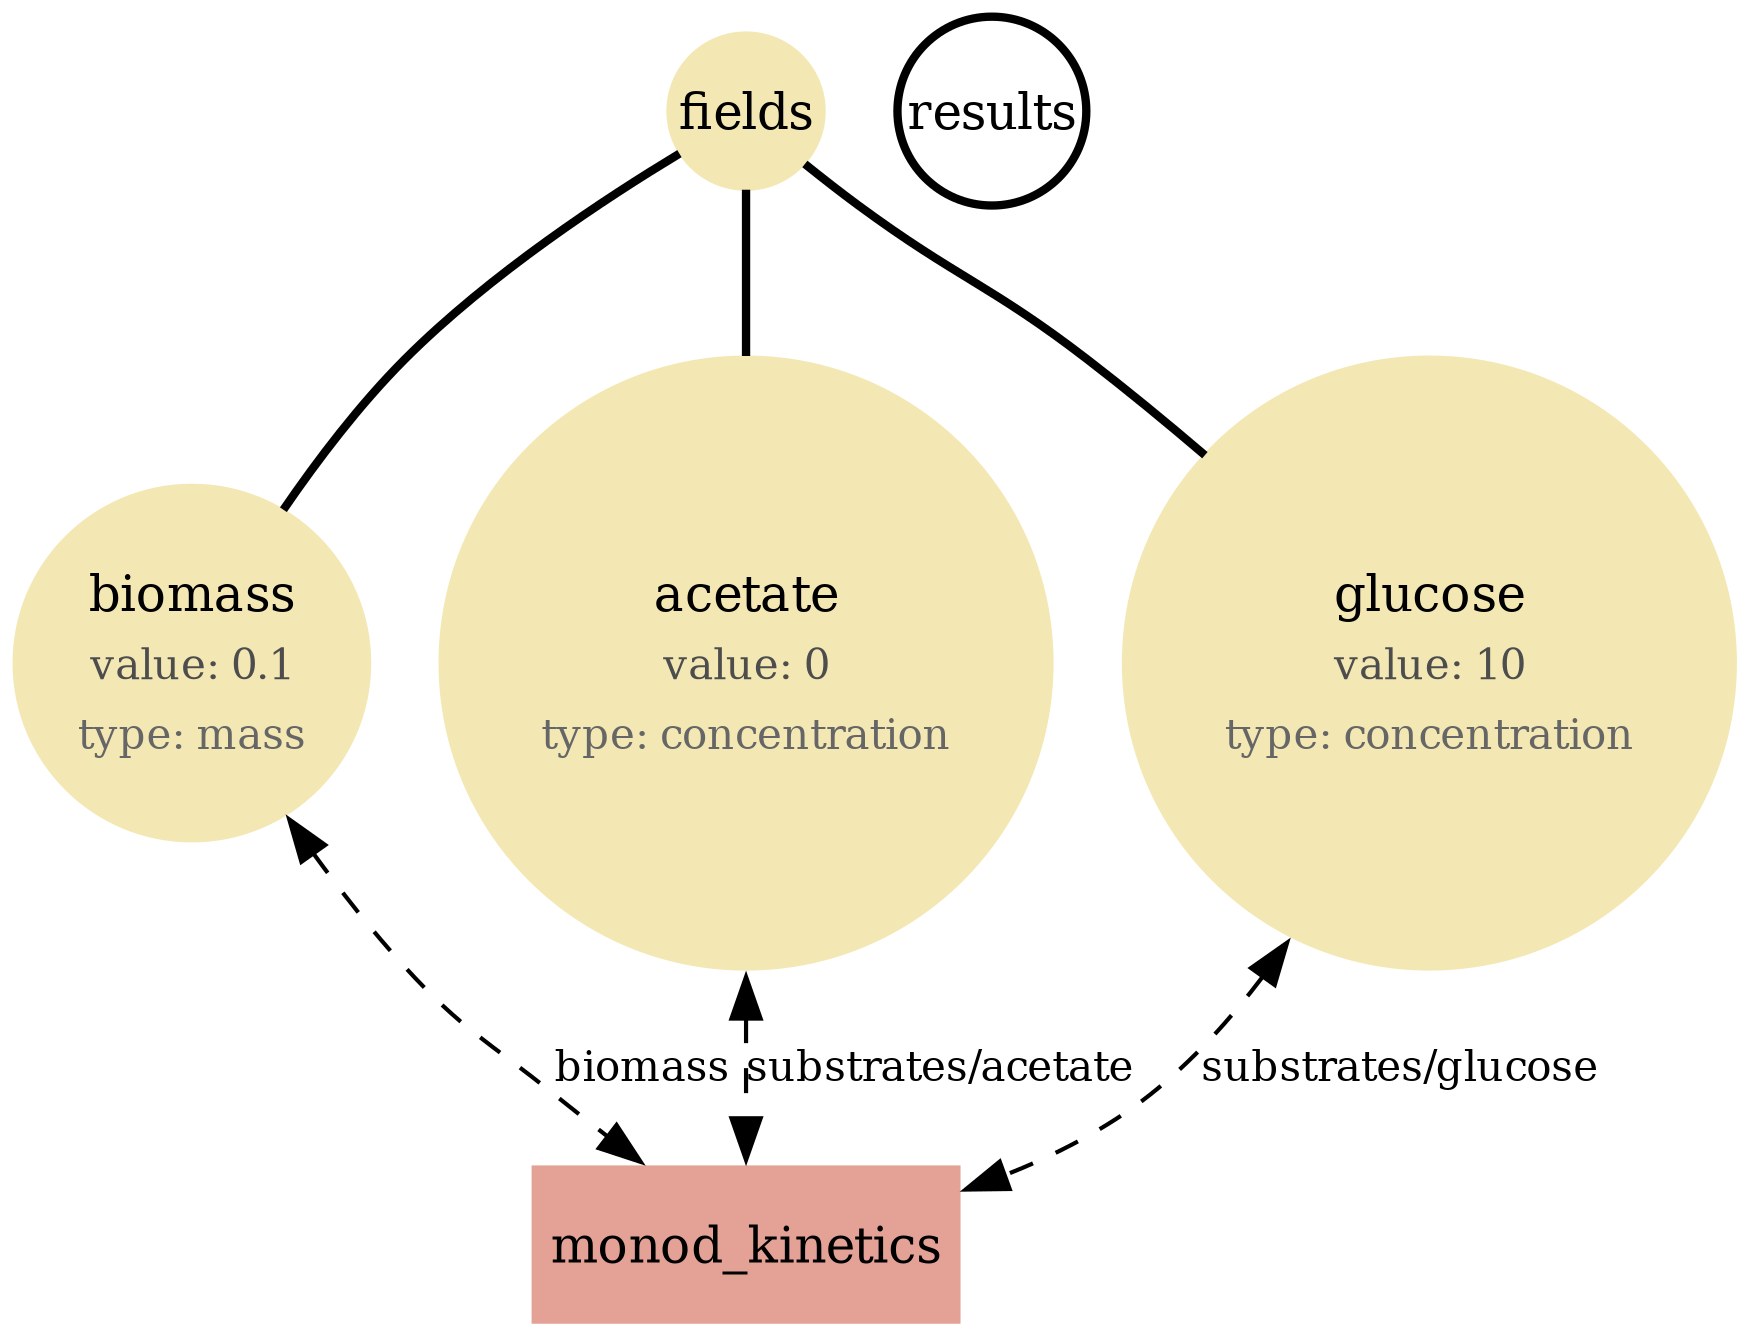 fields
results
biomass
value: 0.1
type: mass
acetate
value: 0
type: concentration
glucose
value: 10
type: concentration
biomass
substrates/acetate
substrates/glucose
monod_kinetics